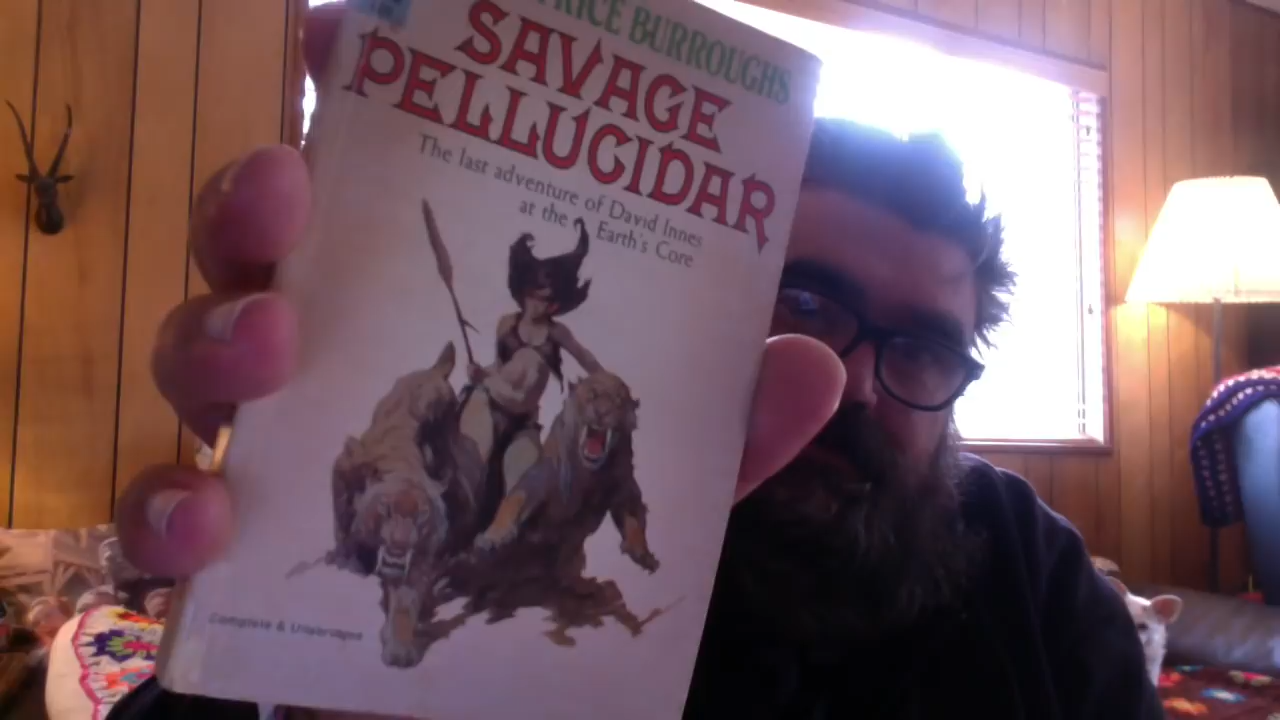 RICE BURROUGHS
SAVAGE
PELLUCIDAR
The last adventure of David Innes
at the Earth's Core
Complete & Unabridged